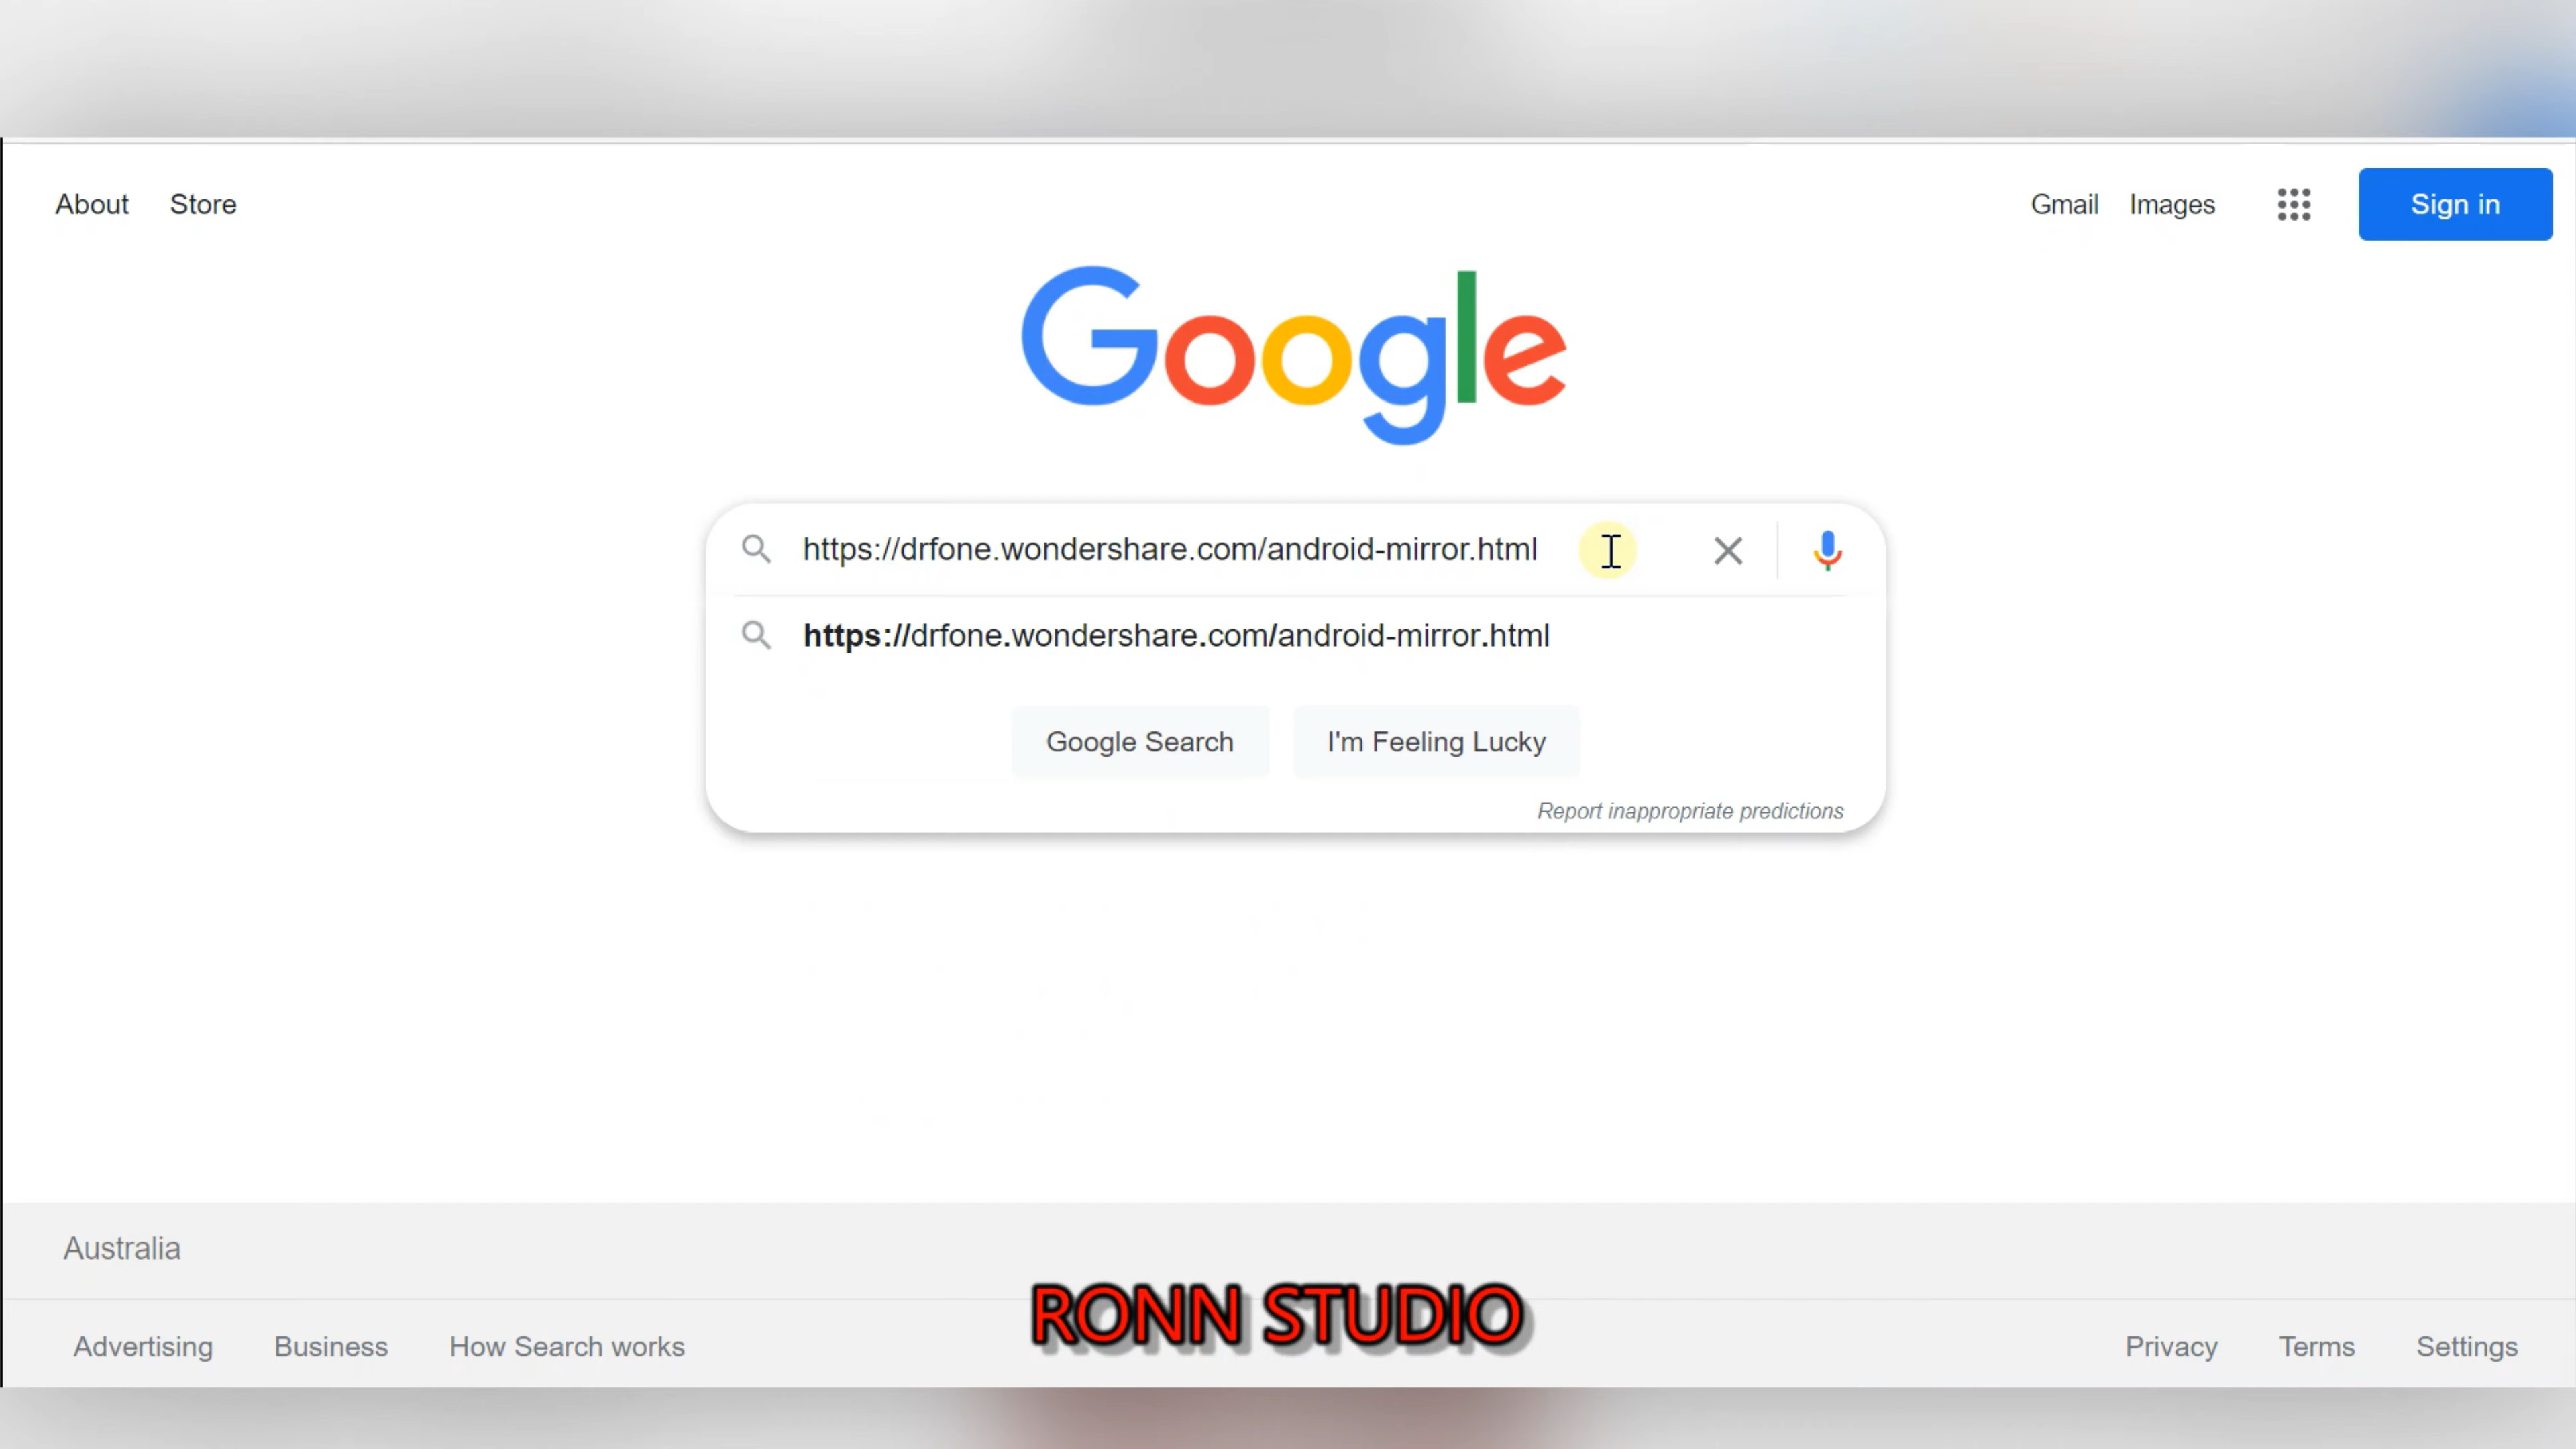 About Store Gmail Images Sign in
Google
https://drfone.wondershare.com/android-mirror.html
https://drfone.wondershare.com/android-mirror.html
Google Search I'm Feeling Lucky
Report inappropriate predictions
Australia
RONN STUDIO
Advertising Business How Search works Privacy Terms Settings